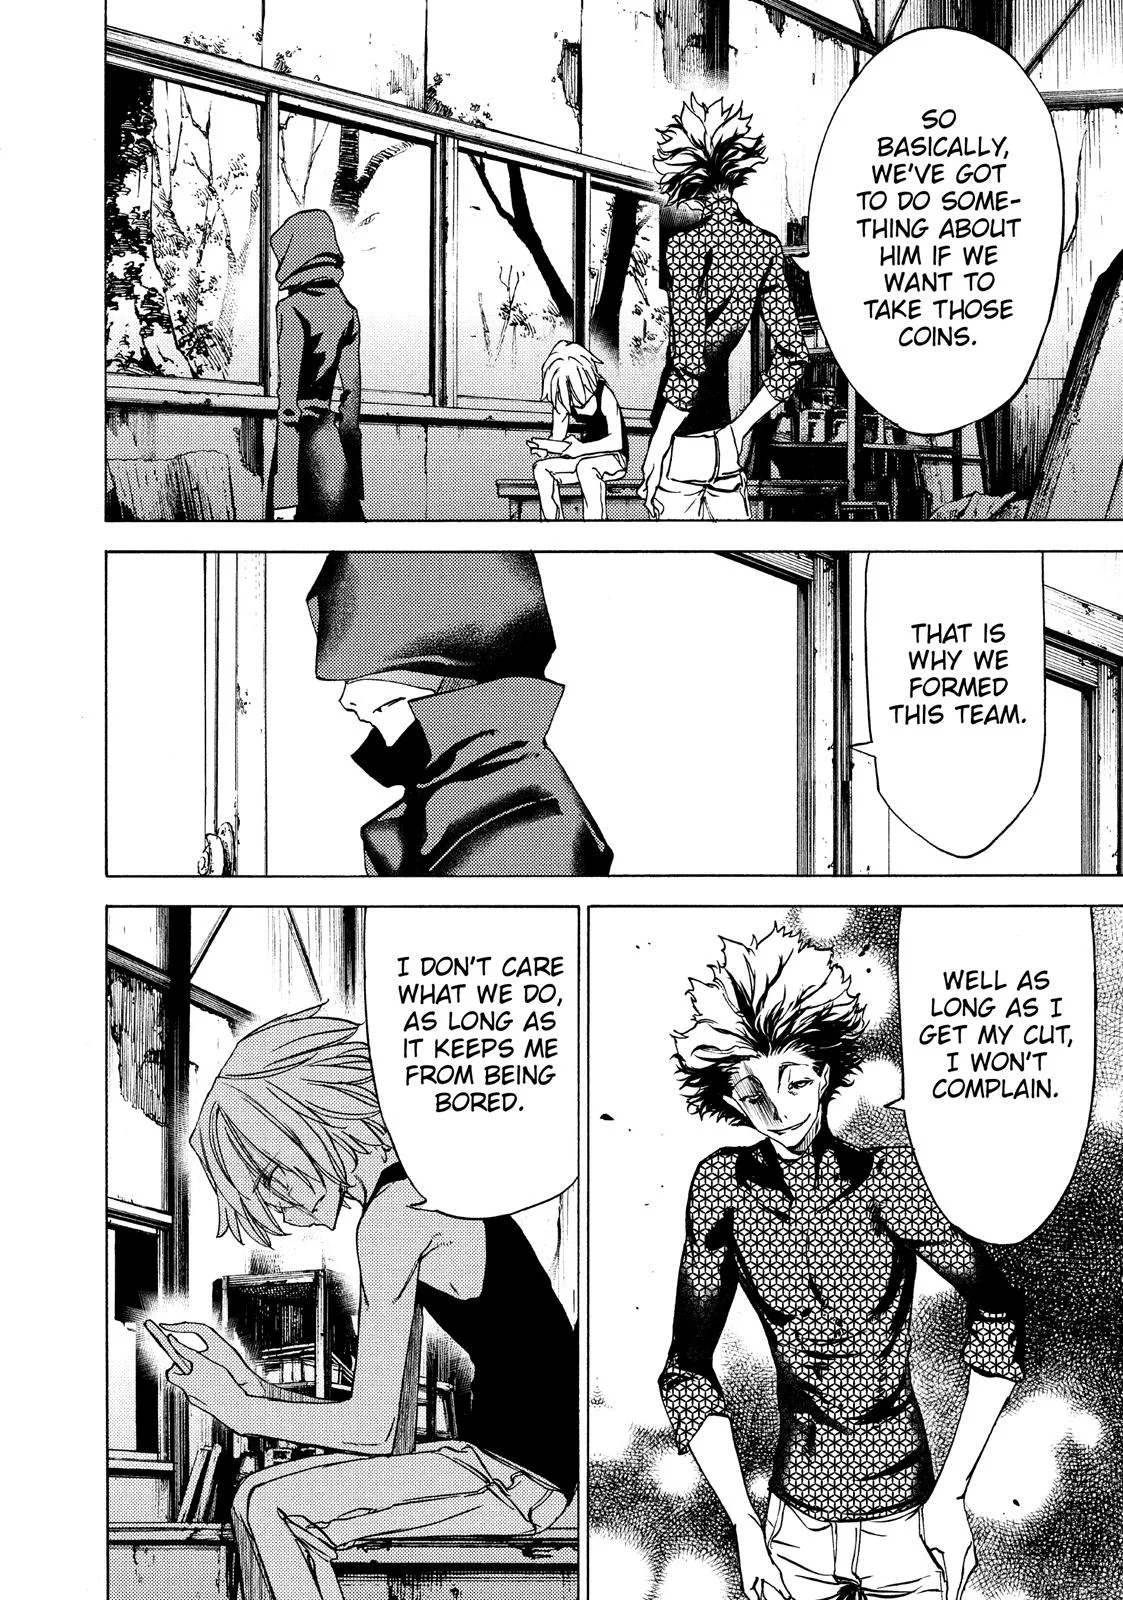 SO
BASICALLY,
WE'VE GOT
TO DO SOME-
THING ABOUT
HIM IF WE
WANT TO
TAKE THOSE
COINS.
THAT IS
WHY WE
FORMED
THIS TEAM.
WELL AS
LONG AS I
GET MY CUT,
I WON'T
COMPLAIN.
I DON'T CARE
WHAT WE DO,
AS LONG AS
IT KEEPS ME
FROM BEING
BORED.